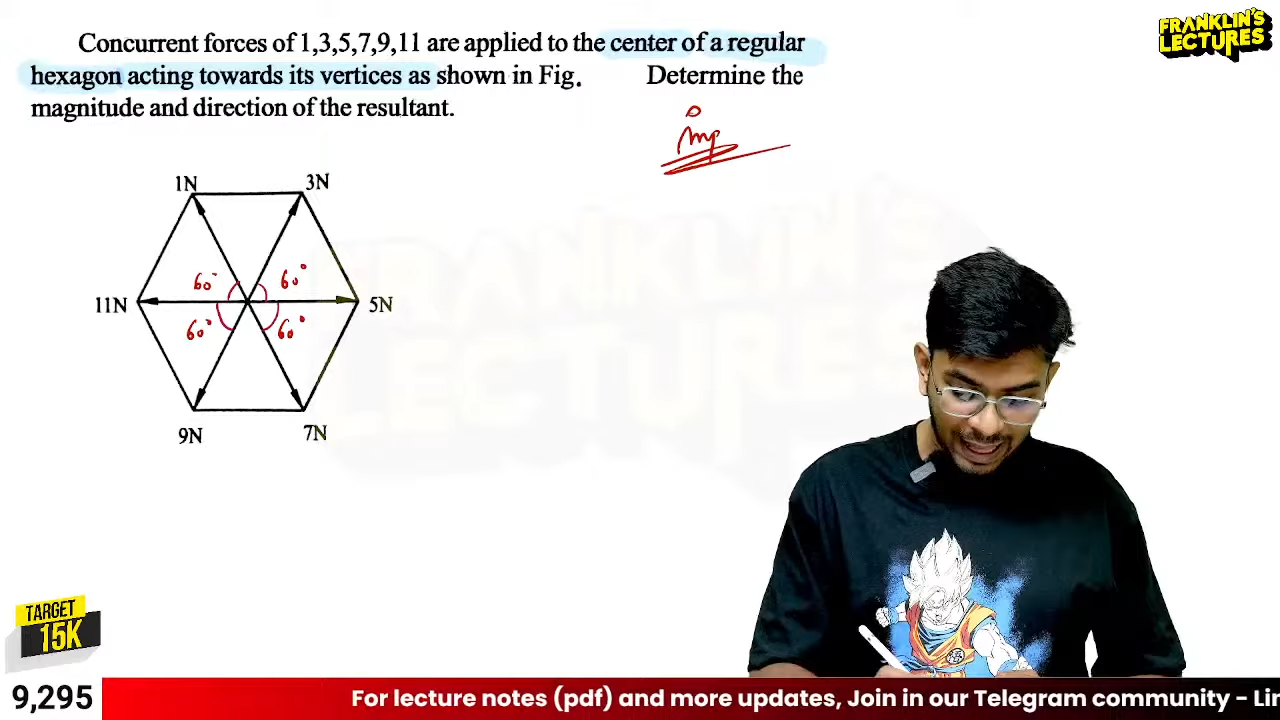 FRANKLIN'S
LECTURES
Concurrent forces of 1,3,5,7,9,11 are applied to the center of a regular
hexagon acting towards its vertices as shown in Fig. Determine the
magnitude and direction of the resultant.
imp
1N
3N
60°
60°
11N
5N
60°
60°
9N
7N
FRANKLIN'S
LECTURES
TARGET
15K
9,295
For lecture notes (pdf) and more updates, Join in our Telegram community - Lin